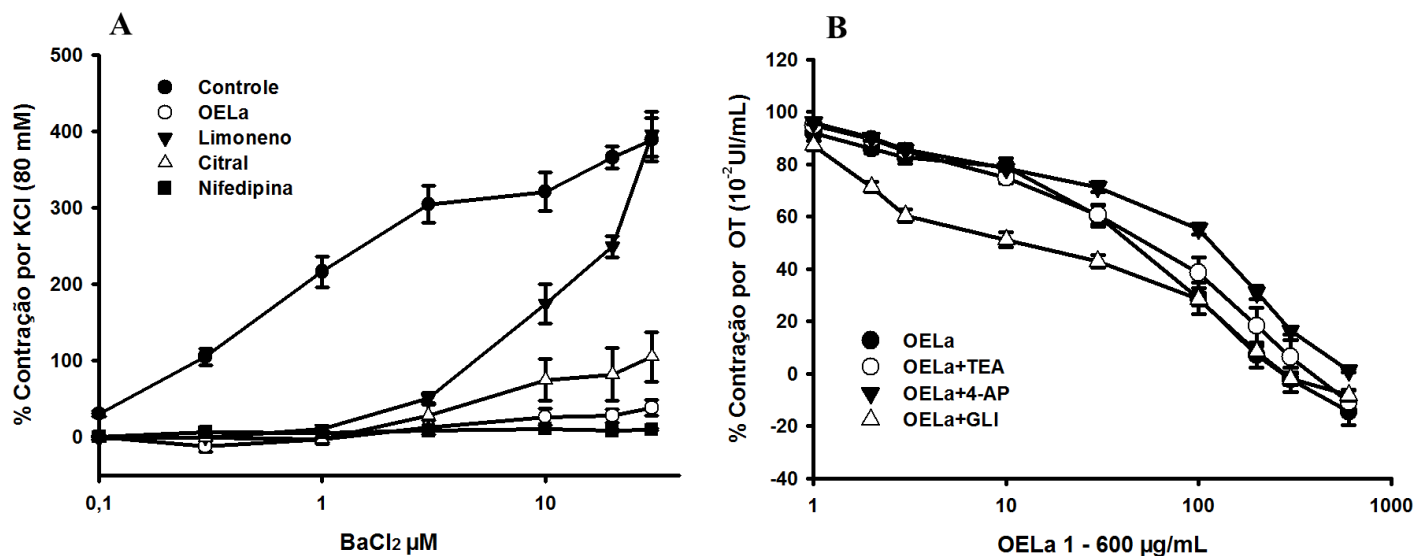 A
% Contração por KCl (80 mM)
500
400
300
200
100
0
Controle
OELa
Limoneno
Citral
Nifedipina
0,1
1
10
BaCl₂ µM
B
% Contração por OT (10⁻²UI/mL)
120
100
80
60
40
20
0
-20
-40
OELa
OELa+TEA
OELa+4-AP
OELa+GLI
1
10
100
1000
OELa 1 - 600 µg/mL